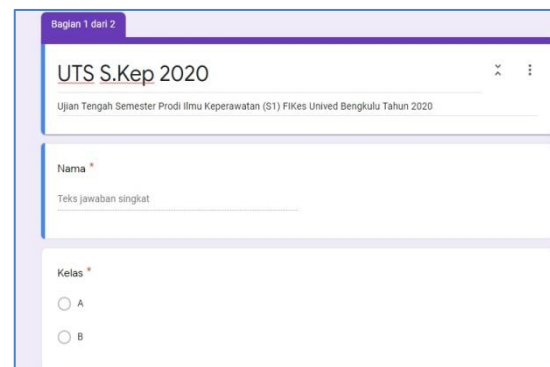 Bagian 1 dari 2
UTS S.Kep 2020
Ujian Tengah Semester Prodi Ilmu Keperawatan (S1) FIKes Unived Bengkulu Tahun 2020
Nama *
Teks jawaban singkat
Kelas *
A
B